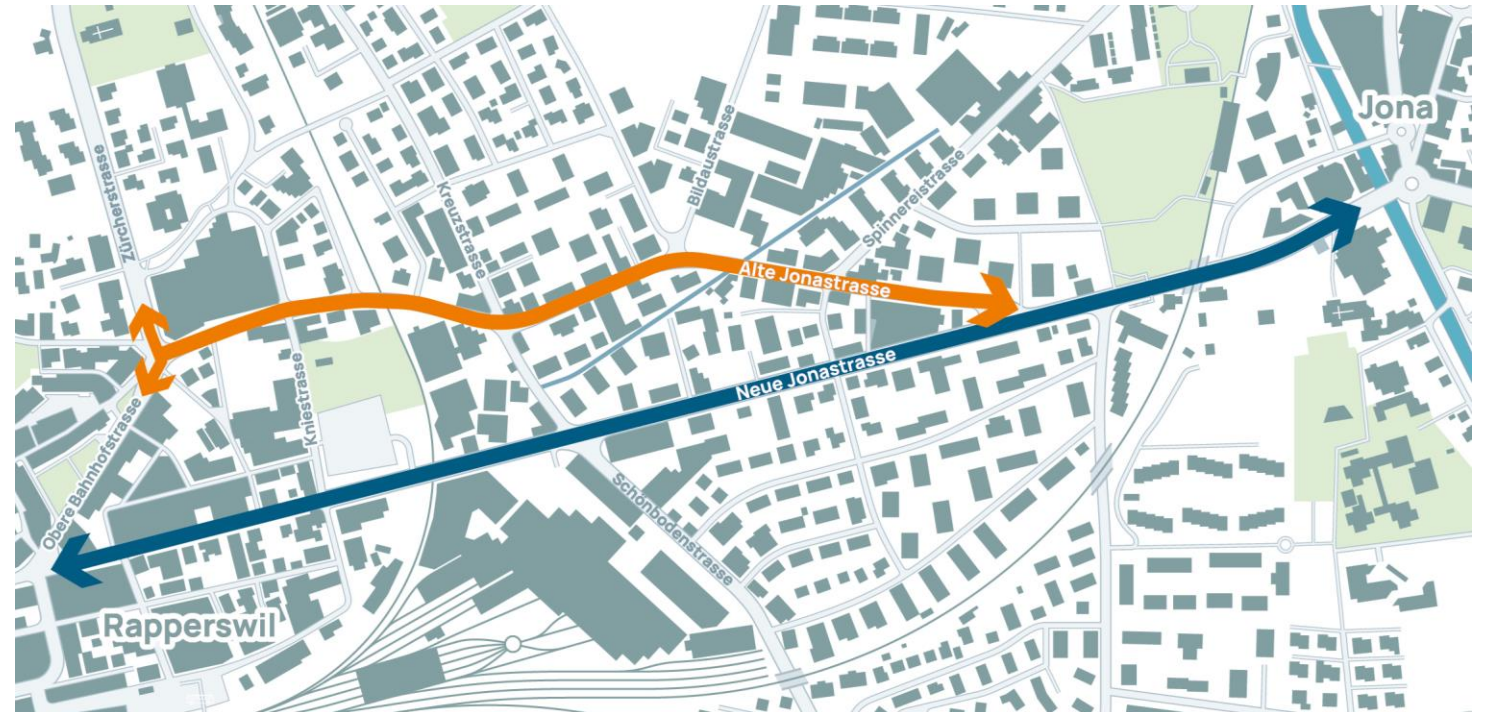 Jona
Zürcherstrasse
Bildaustrasse
Kreuzstrasse
Spinnereistrasse
Alte Jonastrasse
Neue Jonastrasse
Kniestrasse
Obere Bahnhofstrasse
Schönbodenstrasse
Rapperswil